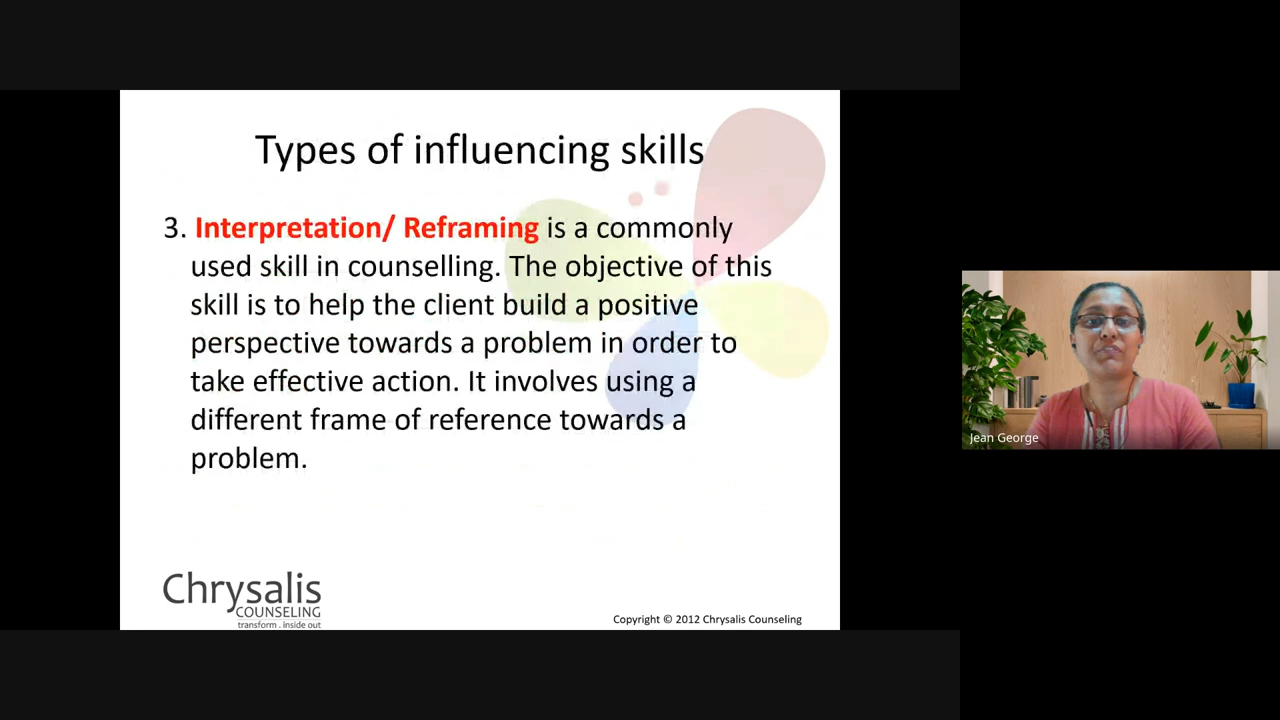 Types of influencing skills
3. Interpretation/ Reframing is a commonly
used skill in counselling. The objective of this
skill is to help the client build a positive
perspective towards a problem in order to
take effective action. It involves using a
different frame of reference towards a
problem.
Chrysalis
COUNSELING
transform . inside out
Copyright © 2012 Chrysalis Counseling
Jean George